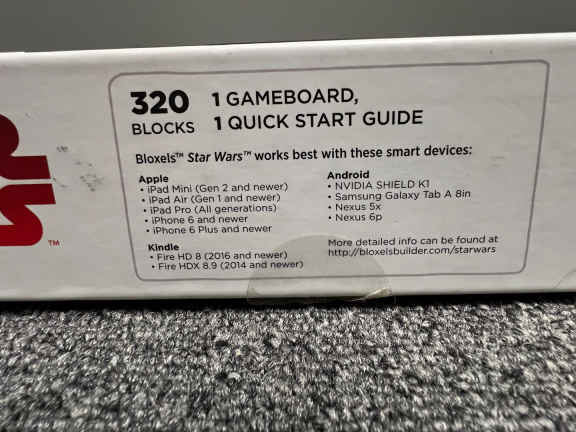 320 BLOCKS
1 GAMEBOARD,
1 QUICK START GUIDE
Bloxels™ Star Wars™ works best with these smart devices:
Apple
• iPad Mini (Gen 2 and newer)
• iPad Air (Gen 1 and newer)
• iPad Pro (All generations)
• iPhone 6 and newer
• iPhone 6 Plus and newer
Kindle
• Fire HD 8 (2016 and newer)
• Fire HDX 8.9 (2014 and newer)
Android
• NVIDIA SHIELD K1
• Samsung Galaxy Tab A 8in
• Nexus 5x
• Nexus 6p
More detailed info can be found at
http://bloxelsbuilder.com/starwars
™